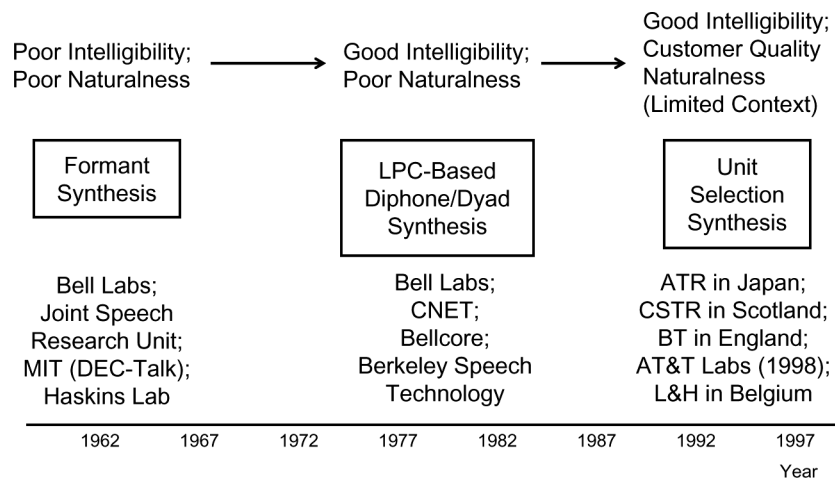 Poor Intelligibility;
Poor Naturalness
Good Intelligibility;
Poor Naturalness
Good Intelligibility;
Customer Quality
Naturalness
(Limited Context)
Formant
Synthesis
LPC-Based
Diphone/Dyad
Synthesis
Unit
Selection
Synthesis
Bell Labs;
Joint Speech
Research Unit;
MIT (DEC-Talk);
Haskins Lab
Bell Labs;
CNET;
Bellcore;
Berkeley Speech
Technology
ATR in Japan;
CSTR in Scotland;
BT in England;
AT&T Labs (1998);
L&H in Belgium
1962 1967 1972 1977 1982 1987 1992 1997
Year